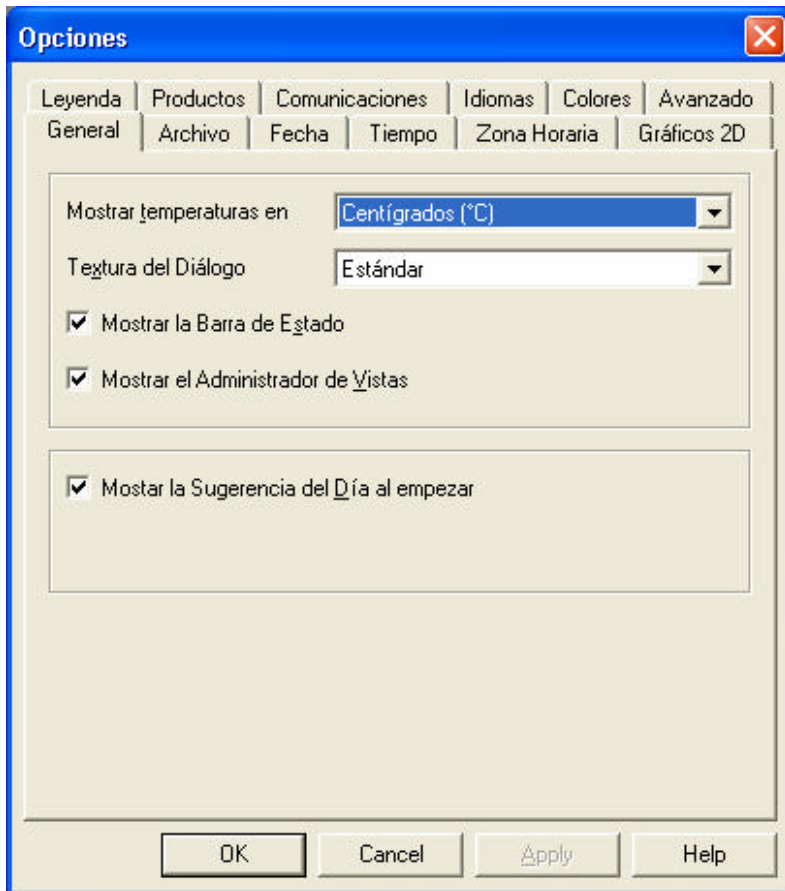 Opciones
Leyenda Productos Comunicaciones Idiomas Colores Avanzado
General Archivo Fecha Tiempo Zona Horaria Gráficos 2D
Mostrar temperaturas en Centígrados (°C)
Textura del Diálogo Estándar
Mostrar la Barra de Estado
Mostrar el Administrador de Vistas
Mostar la Sugerencia del Día al empezar
OK Cancel Apply Help